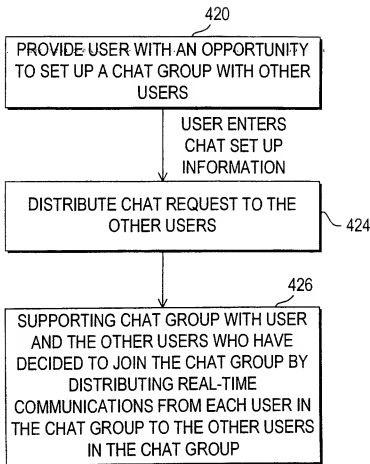 420
PROVIDE USER WITH AN OPPORTUNITY
TO SET UP A CHAT GROUP WITH OTHER
USERS
USER ENTERS
CHAT SET UP
INFORMATION
DISTRIBUTE CHAT REQUEST TO THE
OTHER USERS
424
426
SUPPORTING CHAT GROUP WITH USER
AND THE OTHER USERS WHO HAVE
DECIDED TO JOIN THE CHAT GROUP BY
DISTRIBUTING REAL-TIME
COMMUNICATIONS FROM EACH USER IN
THE CHAT GROUP TO THE OTHER USERS
IN THE CHAT GROUP